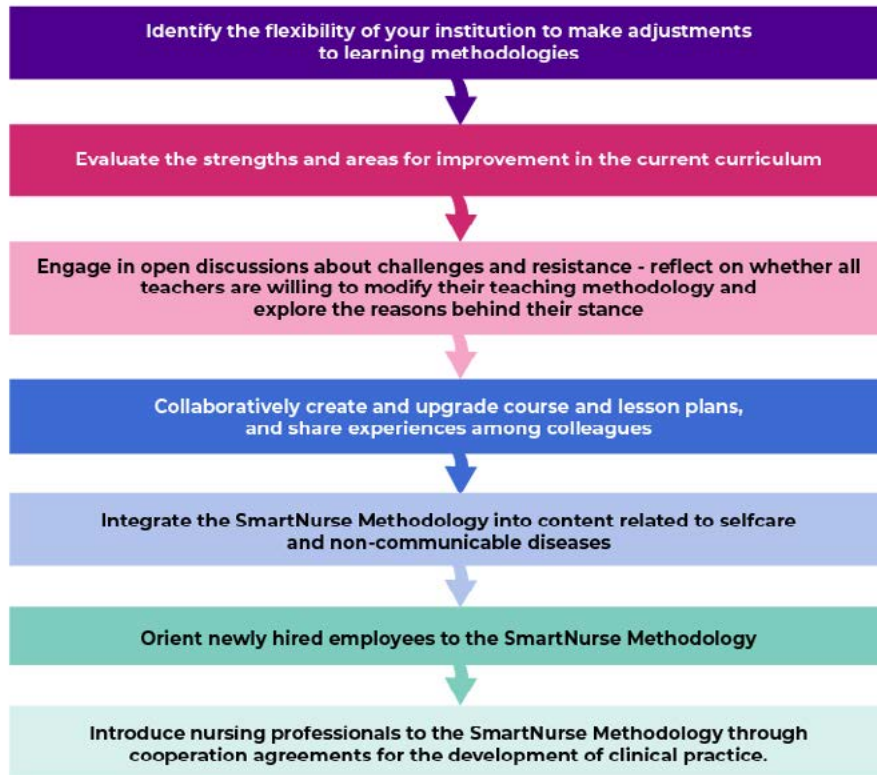 Identify the flexibility of your institution to make adjustments
to learning methodologies
Evaluate the strengths and areas for improvement in the current curriculum
Engage in open discussions about challenges and resistance - reflect on whether all
teachers are willing to modify their teaching methodology and
explore the reasons behind their stance
Collaboratively create and upgrade course and lesson plans,
and share experiences among colleagues
Integrate the SmartNurse Methodology into content related to selfcare
and non-communicable diseases
Orient newly hired employees to the SmartNurse Methodology
Introduce nursing professionals to the SmartNurse Methodology through
cooperation agreements for the development of clinical practice.